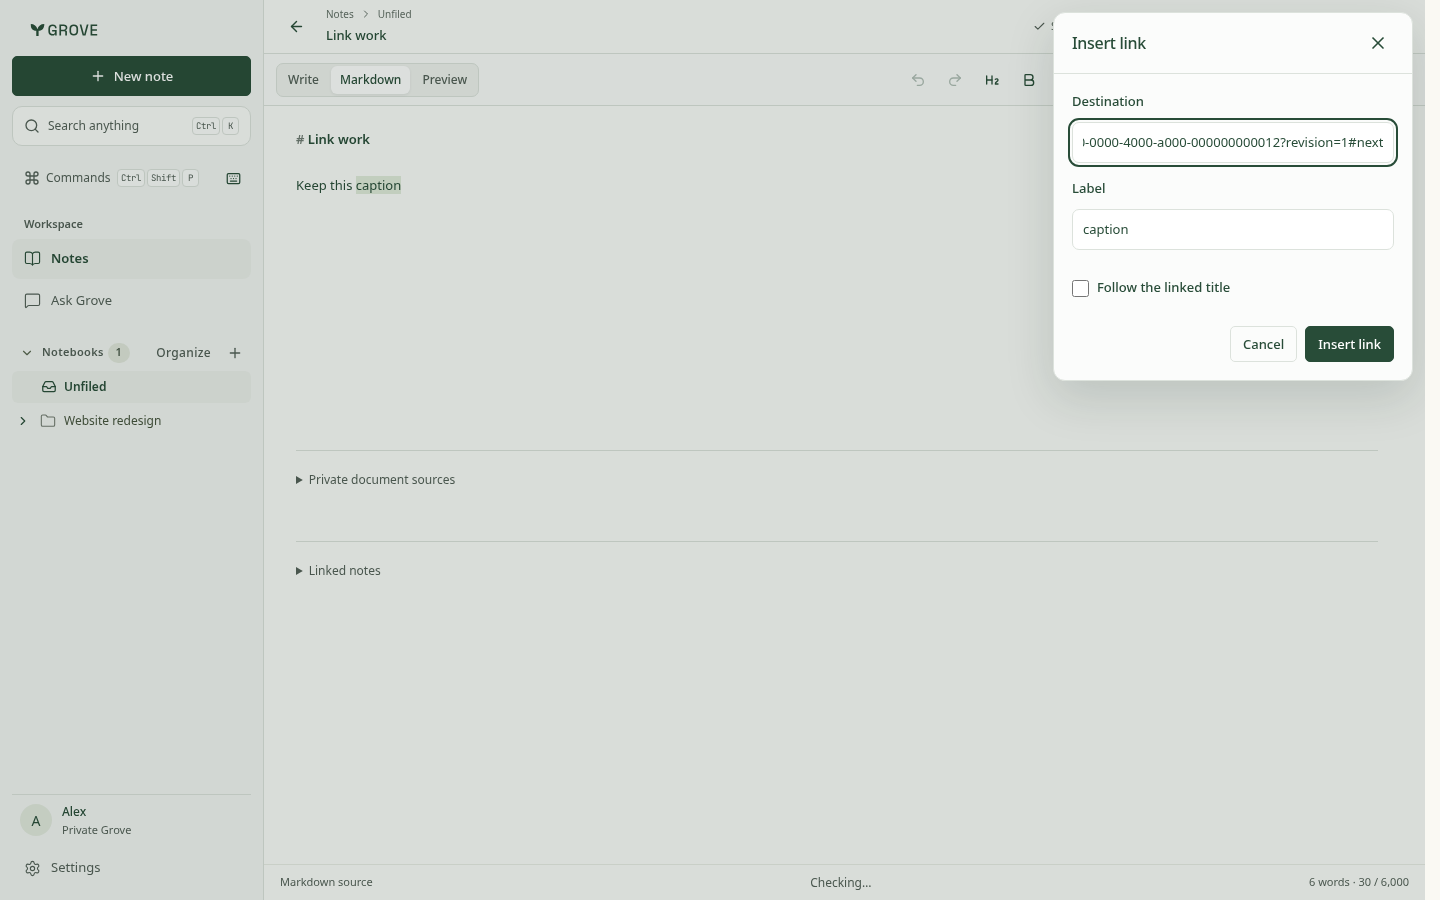 GROVE
New note
Search anything
Ctrl K
Commands Ctrl Shift P
Workspace
Notes
Ask Grove
Notebooks 1 Organize
Unfiled
Website redesign
A
Alex
Private Grove
Settings
Notes > Unfiled
Link work
Write Markdown Preview
H2 B
# Link work
Keep this caption
Private document sources
Linked notes
Markdown source
Checking…
6 words · 30 / 6,000
Insert link
Destination
-0000-4000-a000-000000000012?revision=1#next
Label
caption
Follow the linked title
Cancel
Insert link